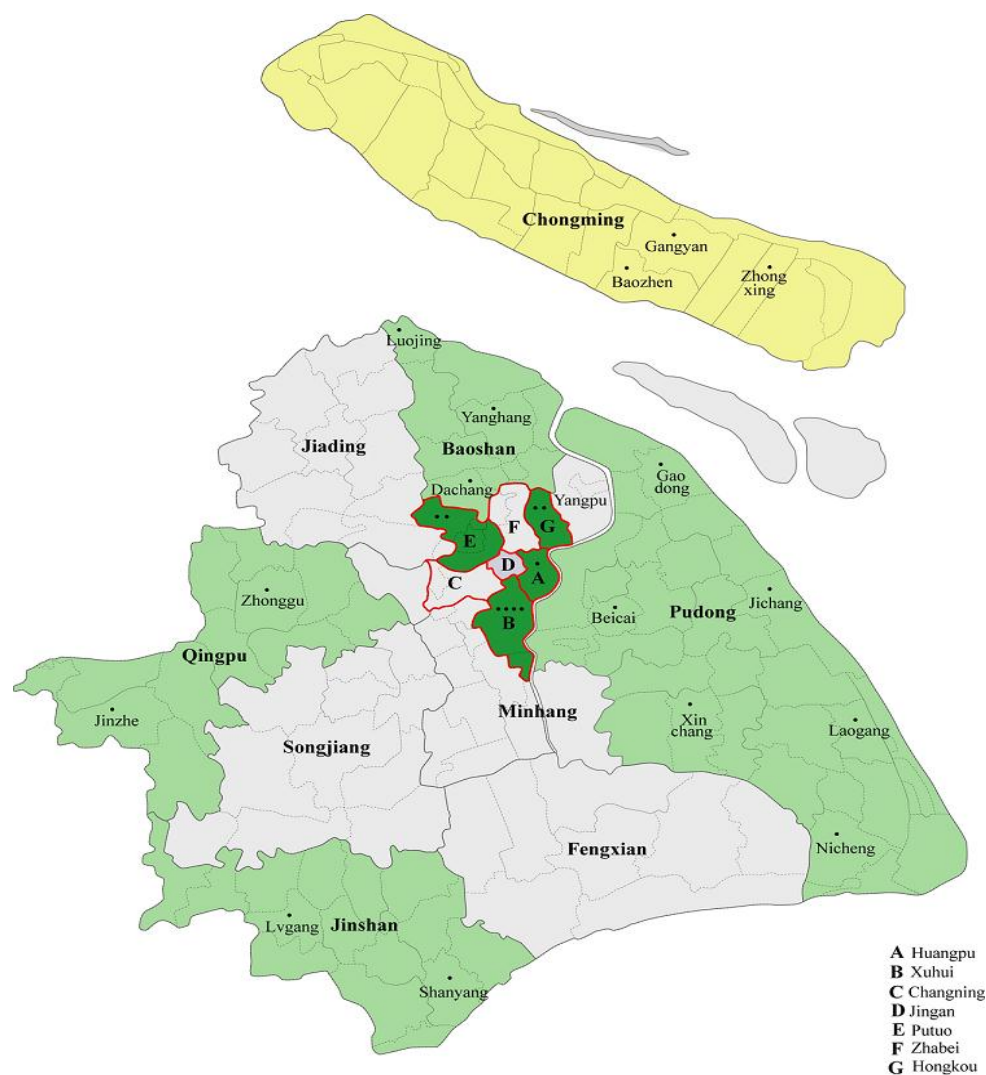 Chongming
Gangyan
Baozhen
Zhong
xing
Luojing
Yanghang
Jiading
Baoshan
Dachang
Yangpu
Gao
dong
F
G
E
D
C
A
B
Zhonggu
Beicai
Pudong
Jichang
Qingpu
Jinzhe
Minhang
Xin
chang
Laogang
Songjiang
Nicheng
Fengxian
Lvgang
Jinshan
Shanyang
A Huangpu
B Xuhui
C Changning
D Jingan
E Putuo
F Zhabei
G Hongkou